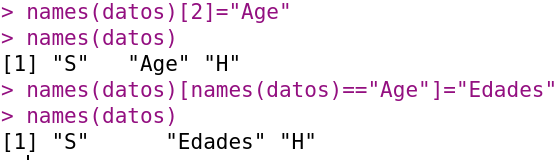 > names(datos)[2]="Age"
> names(datos)
[1] "S"   "Age" "H"
> names(datos)[names(datos)=="Age"]="Edades"
> names(datos)
[1] "S"      "Edades" "H"